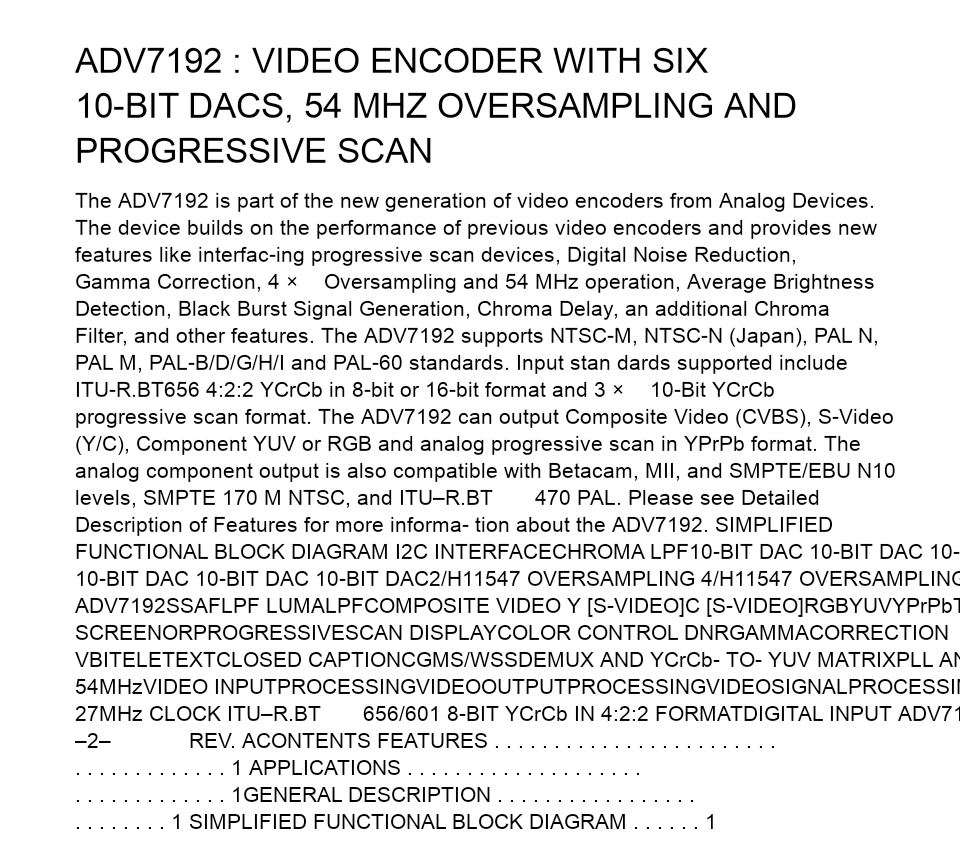 ADV7192 : VIDEO ENCODER WITH SIX
10-BIT DACS, 54 MHZ OVERSAMPLING AND
PROGRESSIVE SCAN
The ADV7192 is part of the new generation of video encoders from Analog Devices.
The device builds on the performance of previous video encoders and provides new
features like interfac-ing progressive scan devices, Digital Noise Reduction,
Gamma Correction, 4 × Oversampling and 54 MHz operation, Average Brightness
Detection, Black Burst Signal Generation, Chroma Delay, an additional Chroma
Filter, and other features. The ADV7192 supports NTSC-M, NTSC-N (Japan), PAL N,
PAL M, PAL-B/D/G/H/I and PAL-60 standards. Input stan dards supported include
ITU-R.BT656 4:2:2 YCrCb in 8-bit or 16-bit format and 3 × 10-Bit YCrCb
progressive scan format. The ADV7192 can output Composite Video (CVBS), S-Video
(Y/C), Component YUV or RGB and analog progressive scan in YPrPb format. The
analog component output is also compatible with Betacam, MII, and SMPTE/EBU N10
levels, SMPTE 170 M NTSC, and ITU–R.BT 470 PAL. Please see Detailed
Description of Features for more informa- tion about the ADV7192. SIMPLIFIED
FUNCTIONAL BLOCK DIAGRAM I2C INTERFACECHROMA LPF10-BIT DAC 10-BIT DAC 10-
10-BIT DAC 10-BIT DAC 10-BIT DAC2/H11547 OVERSAMPLING 4/H11547 OVERSAMPLING
ADV7192SSAFLPF LUMALPFCOMPOSITE VIDEO Y [S-VIDEO]C [S-VIDEO]RGBYUVYPrPbT
SCREENORPROGRESSIVESCAN DISPLAYCOLOR CONTROL DNRGAMMACORRECTION
VBITELETEXTCLOSED CAPTIONCGMS/WSSDEMUX AND YCrCb- TO- YUV MATRIXPLL AN
54MHzVIDEO INPUTPROCESSINGVIDEOOUTPUTPROCESSINGVIDEOSIGNALPROCESSIN
27MHz CLOCK ITU–R.BT 656/601 8-BIT YCrCb IN 4:2:2 FORMATDIGITAL INPUT ADV71
–2– REV. ACONTENTS FEATURES . . . . . . . . . . . . . . . . . . . . . . . .
. . . . . . . . . . . . . 1 APPLICATIONS . . . . . . . . . . . . . . . . . . . .
. . . . . . . . . . . . . 1GENERAL DESCRIPTION . . . . . . . . . . . . . . . . .
. . . . . . . . 1 SIMPLIFIED FUNCTIONAL BLOCK DIAGRAM . . . . . . 1